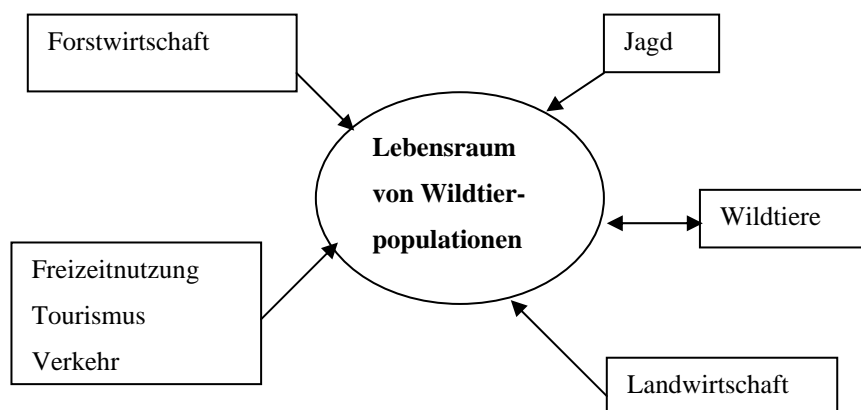 Forstwirtschaft
Jagd
Lebensraum
von Wildtier-
populationen
Wildtiere
Freizeitnutzung
Tourismus
Verkehr
Landwirtschaft